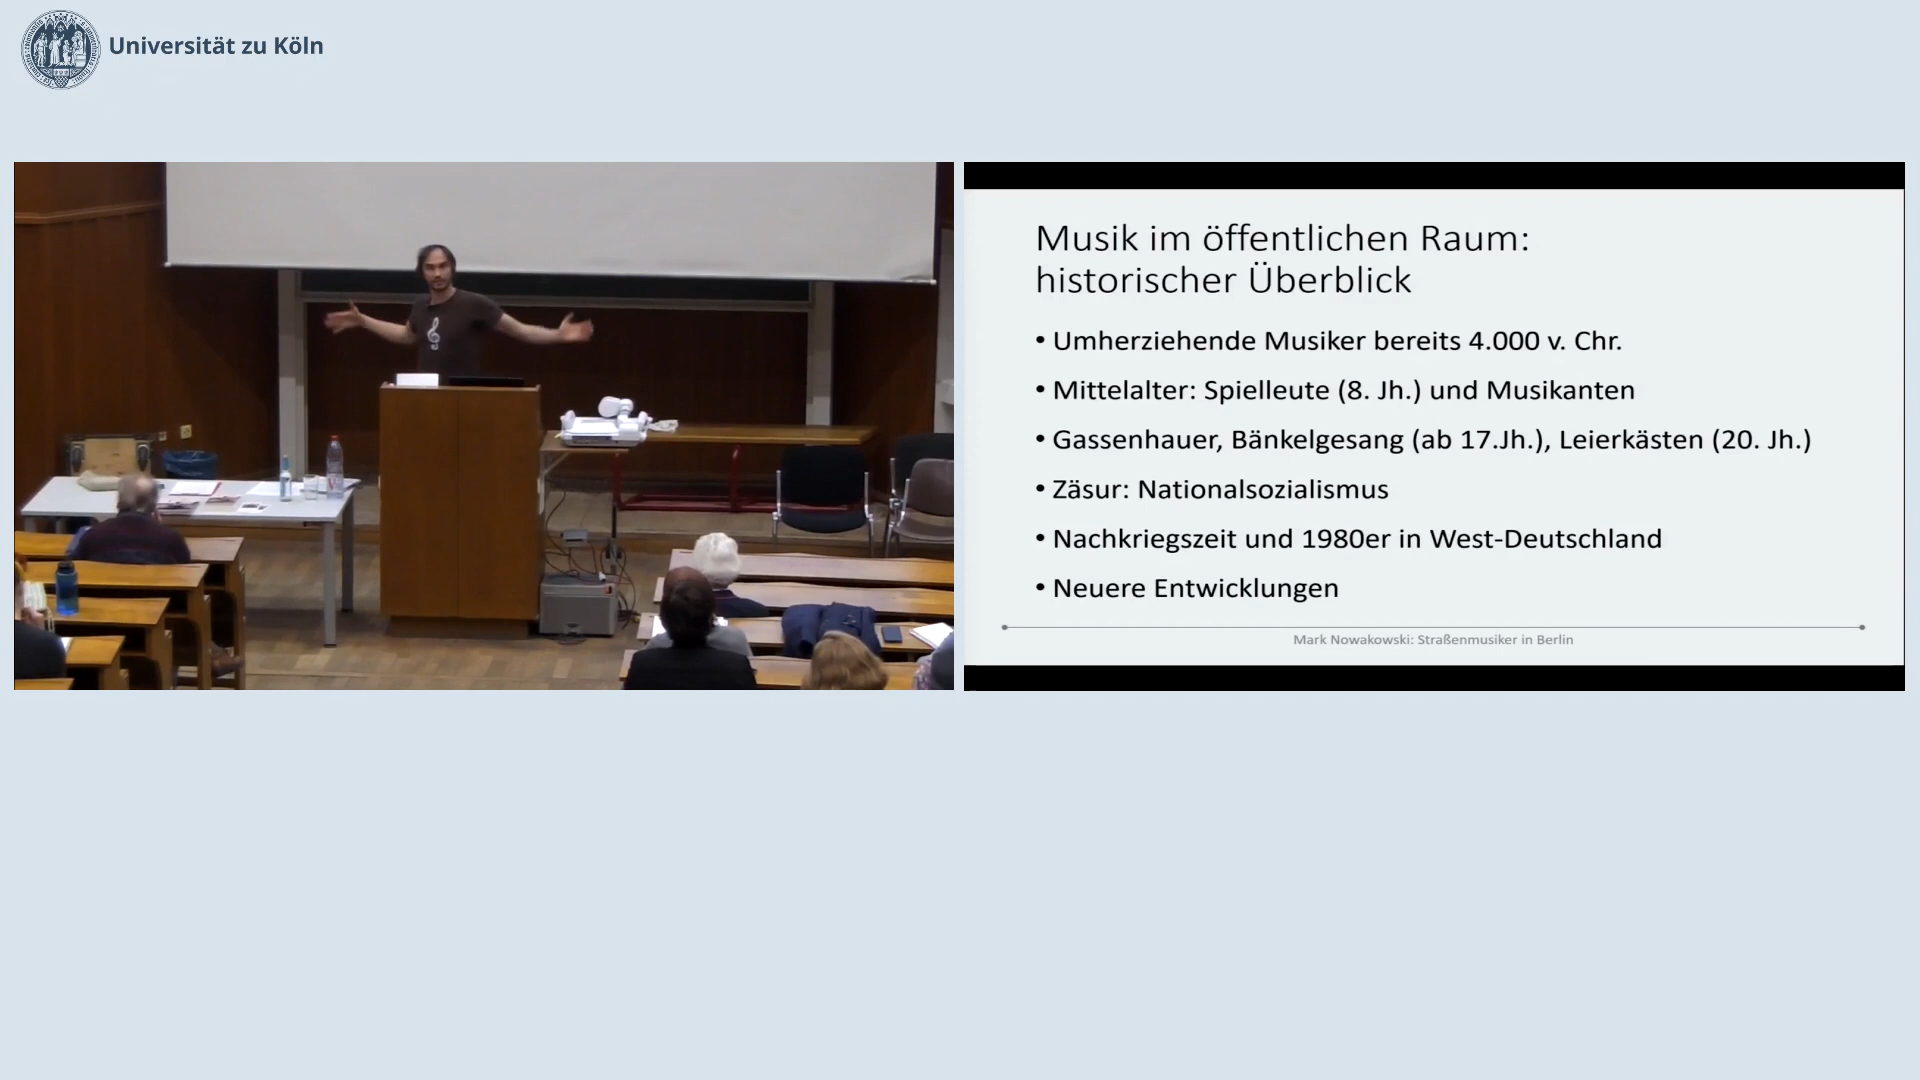 Universität zu Köln
Musik im öffentlichen Raum:
historischer Überblick
• Umherziehende Musiker bereits 4.000 v. Chr.
• Mittelalter: Spielleute (8. Jh.) und Musikanten
• Gassenhauer, Bänkelgesang (ab 17.Jh.), Leierkästen (20. Jh.)
• Zäsur: Nationalsozialismus
• Nachkriegszeit und 1980er in West-Deutschland
• Neuere Entwicklungen
Mark Nowakowski: Straßenmusiker in Berlin